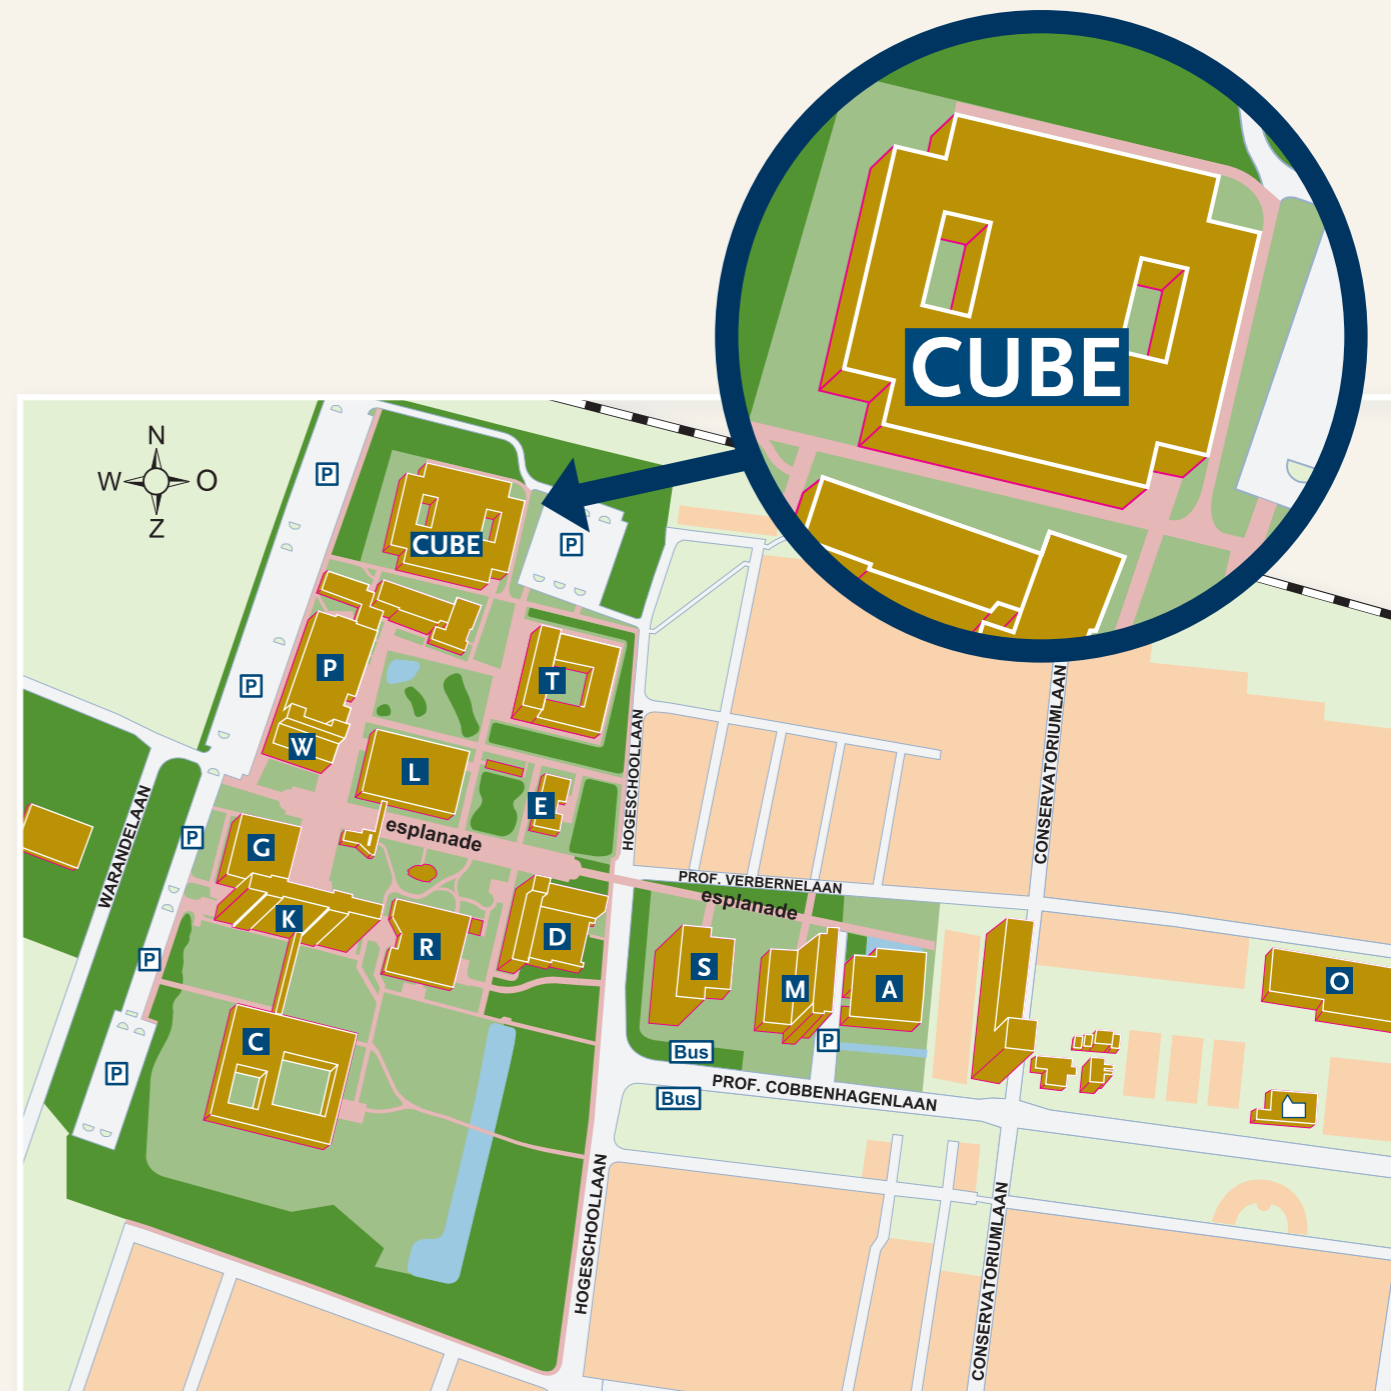 CUBE
N
W
O
Z
P
CUBE
P
P
T
P
W
L
E
HOGESCHOOLLAAN
CONSERVATORIUMLAAN
WARANDELAAN
P
G
esplanade
PROF. VERBERNELAAN
esplanade
K
R
D
S
M
A
O
P
C
P
Bus
P
Bus
PROF. COBBENHAGENLAAN
HOGESCHOOLLAAN
CONSERVATORIUMLAAN